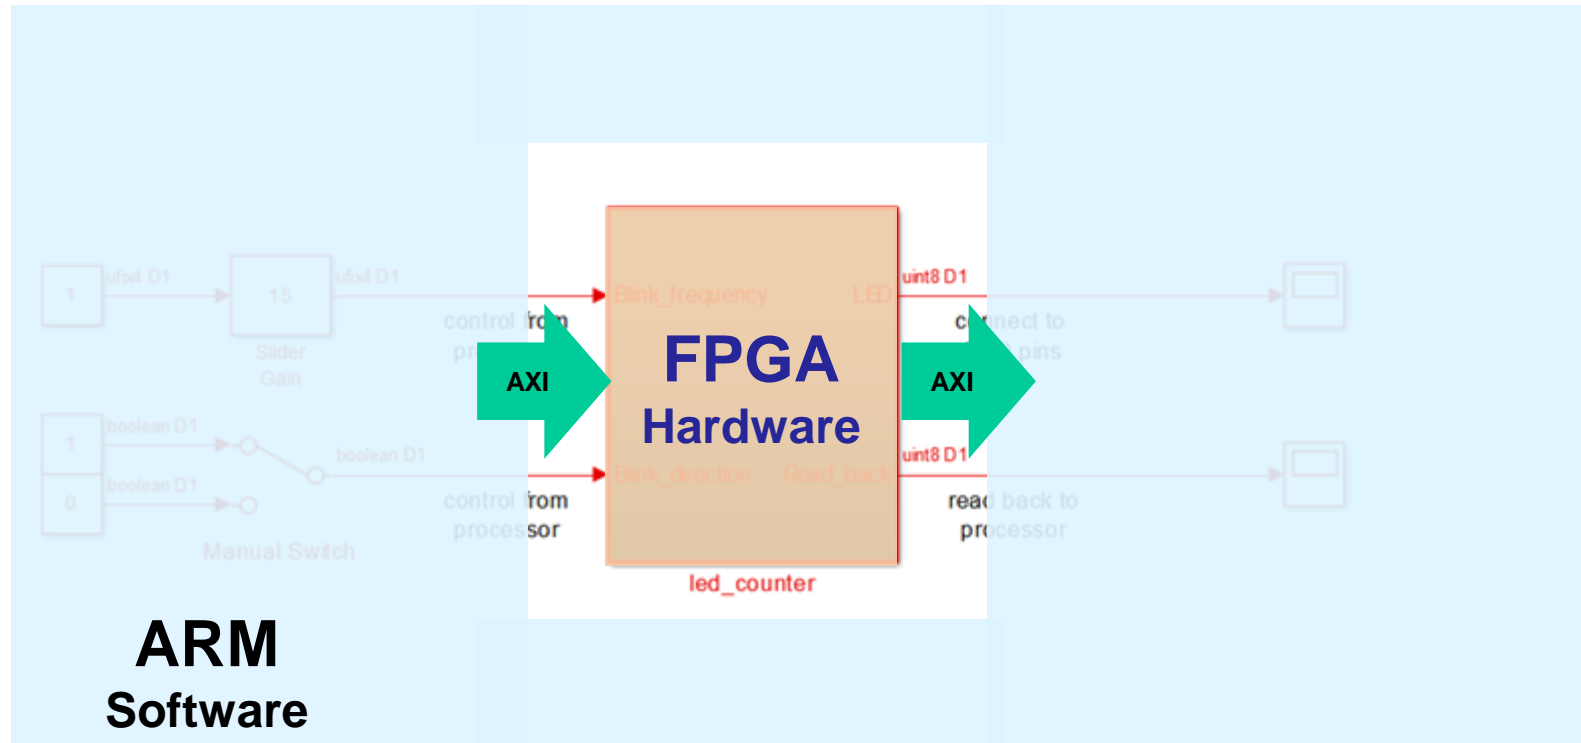 ufix4 D1
ufix4 D1
uint8 D1
1
15
Blink_frequency
LED
control from
connect to
pins
Slider
Gain
FPGA
Hardware
AXI
AXI
boolean D1
1
boolean D1
uint8 D1
Blink_direction
Read_back
boolean D1
0
control from
processor
read back to
processor
Manual Switch
led_counter
ARM
Software